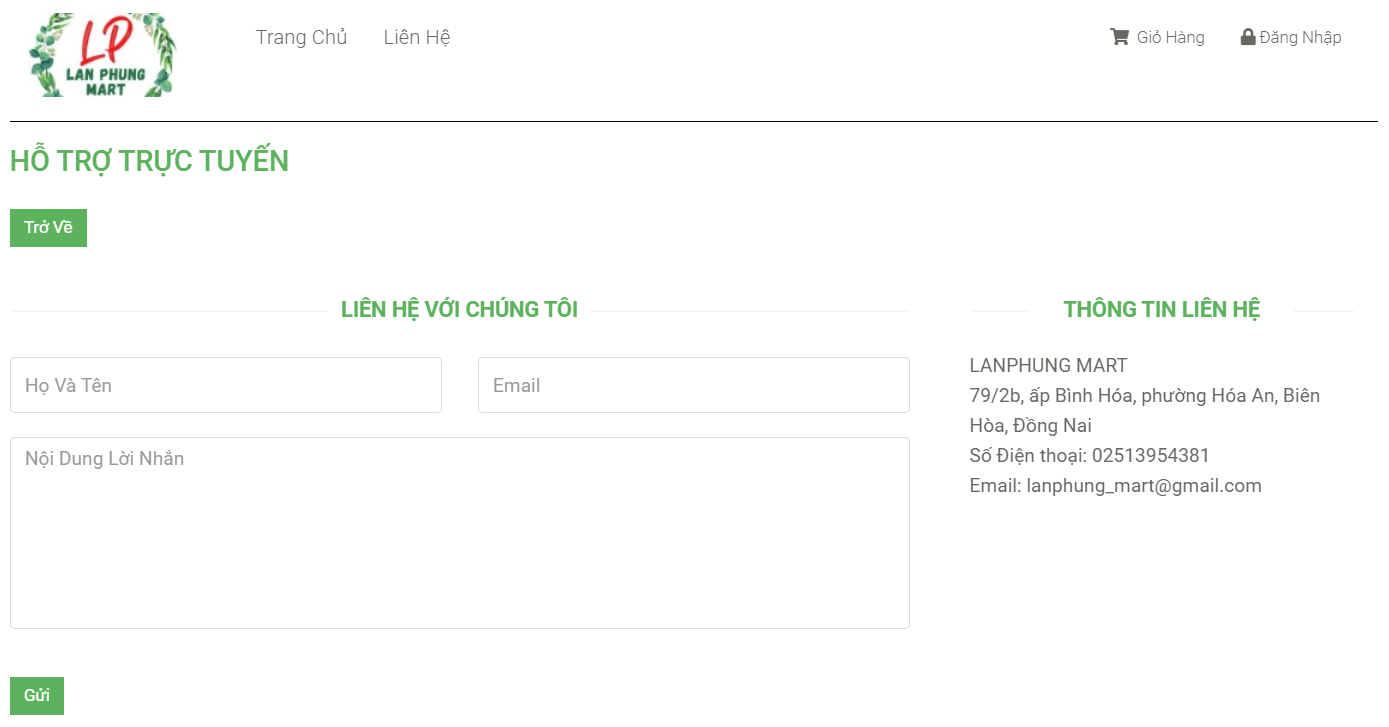 LP
LAN PHUNG
MART
Trang Chủ
Liên Hệ
Giỏ Hàng
Đăng Nhập
HỖ TRỢ TRỰC TUYẾN
Trở Về
LIÊN HỆ VỚI CHÚNG TÔI
Họ Và Tên
Email
Nội Dung Lời Nhắn
Gửi
THÔNG TIN LIÊN HỆ
LANPHUNG MART
79/2b, ấp Bình Hóa, phường Hóa An, Biên
Hòa, Đồng Nai
Số Điện thoại: 02513954381
Email: lanphung_mart@gmail.com